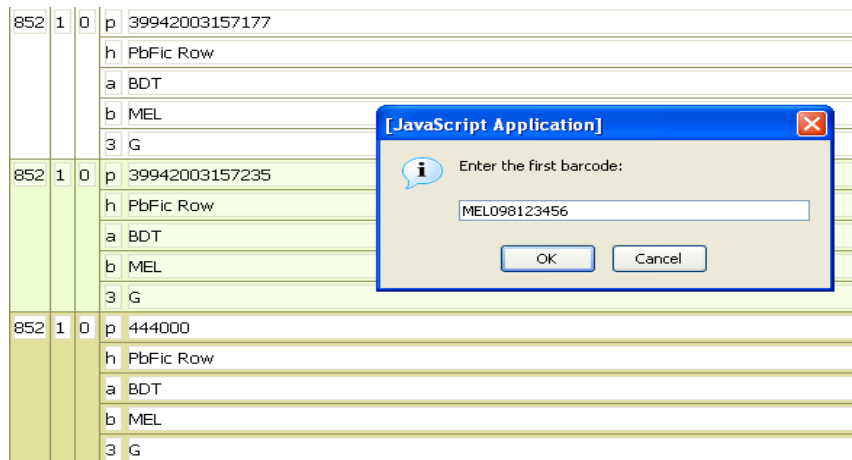 852 1 0 p 39942003157177
h PbFic Row
a BDT
b MEL
3 G
852 1 0 p 39942003157235
h PbFic Row
a BDT
b MEL
3 G
852 1 0 p 444000
h PbFic Row
a BDT
b MEL
3 G
[JavaScript Application]
Enter the first barcode:
MEL098123456
OK Cancel